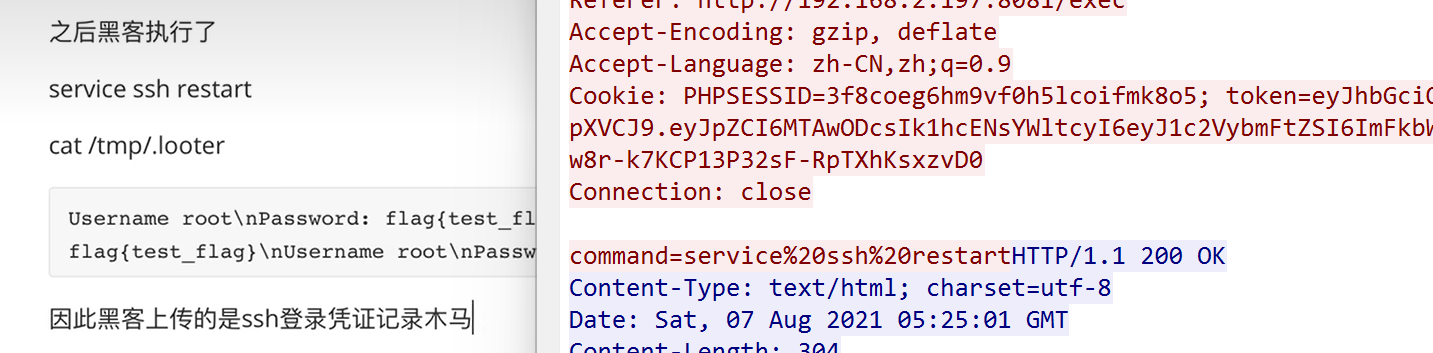 之后黑客执行了
service ssh restart
cat /tmp/.looter
Username root\nPassword: flag{test_fl
flag{test_flag}\nUsername root\nPassw
因此黑客上传的是ssh登录凭证记录木马
Referer: http://192.168.2.197:8081/exec
Accept-Encoding: gzip, deflate
Accept-Language: zh-CN,zh;q=0.9
Cookie: PHPSESSID=3f8coeg6hm9vf0h5lcoifmk8o5; token=eyJhbGciO
pXVCJ9.eyJpZCI6MTAwODcsIk1hcENsYWltcyI6eyJ1c2VybmFtZSI6ImFkbW
w8r-k7KCP13P32sF-RpTXhKsxzvD0
Connection: close
command=service%20ssh%20restartHTTP/1.1 200 OK
Content-Type: text/html; charset=utf-8
Date: Sat, 07 Aug 2021 05:25:01 GMT
Content-Length: 304